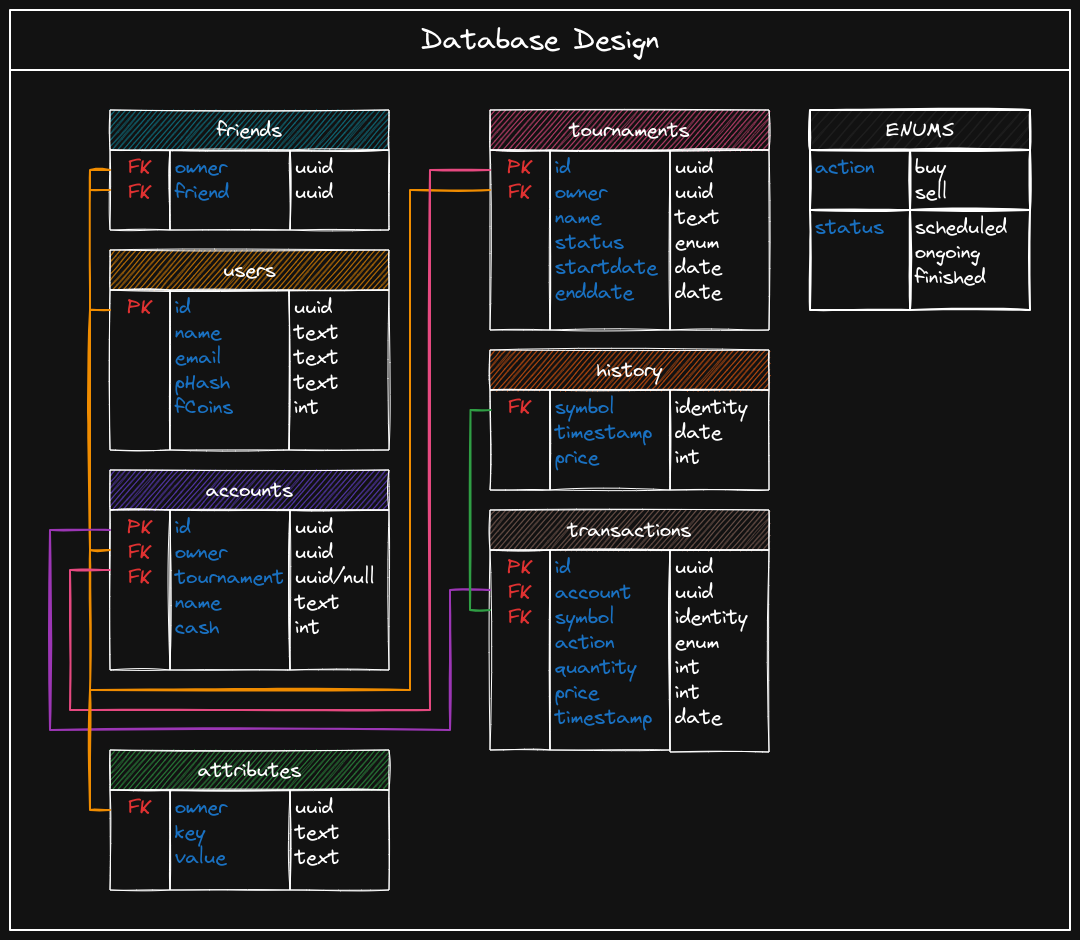 Database Design
friends
FK owner uuid
FK friend uuid
users
PK id uuid
name text
email text
pHash text
fCoins int
accounts
PK id uuid
FK owner uuid
FK tournament uuid/null
name text
cash int
attributes
FK owner uuid
key text
value text
tournaments
PK id uuid
FK owner uuid
name text
status enum
startdate date
enddate date
history
FK symbol identity
timestamp date
price int
transactions
PK id uuid
FK account uuid
FK symbol identity
action enum
quantity int
price int
timestamp date
ENUMS
action buy
sell
status scheduled
ongoing
finished